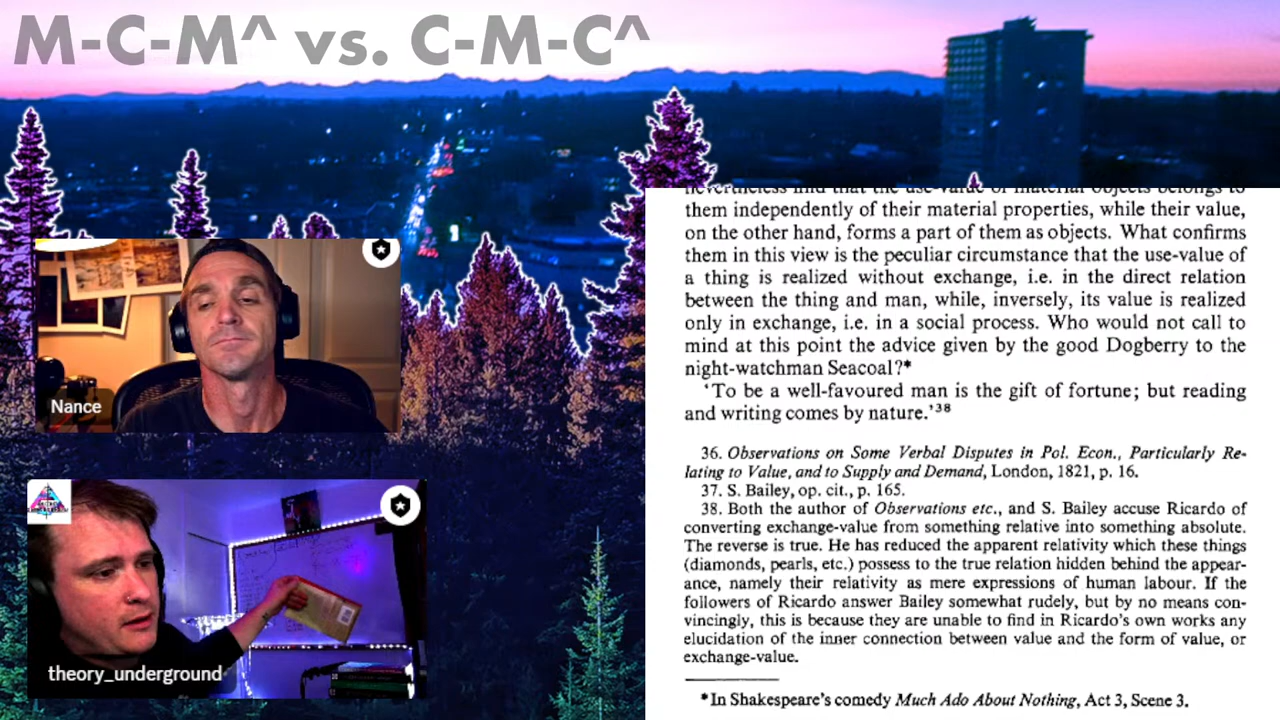 M-C-M^ vs. C-M-C^
nevertheless find that the use-value of material objects belongs to
them independently of their material properties, while their value,
on the other hand, forms a part of them as objects. What confirms
them in this view is the peculiar circumstance that the use-value of
a thing is realized without exchange, i.e. in the direct relation
between the thing and man, while, inversely, its value is realized
only in exchange, i.e. in a social process. Who would not call to
mind at this point the advice given by the good Dogberry to the
night-watchman Seacoal?*
'To be a well-favoured man is the gift of fortune; but reading
and writing comes by nature.'38
36. Observations on Some Verbal Disputes in Pol. Econ., Particularly Re-
lating to Value, and to Supply and Demand, London, 1821, p. 16.
37. S. Bailey, op. cit., p. 165.
38. Both the author of Observations etc., and S. Bailey accuse Ricardo of
converting exchange-value from something relative into something absolute.
The reverse is true. He has reduced the apparent relativity which these things
(diamonds, pearls, etc.) possess to the true relation hidden behind the appear-
ance, namely their relativity as mere expressions of human labour. If the
followers of Ricardo answer Bailey somewhat rudely, but by no means con-
vincingly, this is because they are unable to find in Ricardo's own works any
elucidation of the inner connection between value and the form of value, or
exchange-value.
*In Shakespeare's comedy Much Ado About Nothing, Act 3, Scene 3.
Nance
theory_underground